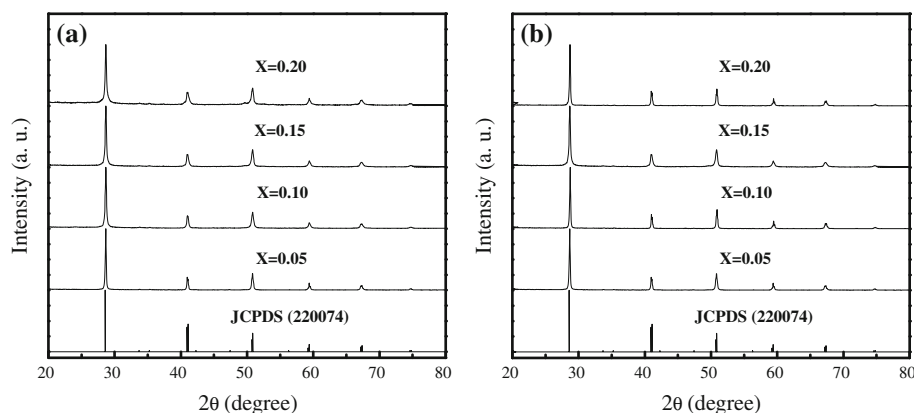 (a)
X=0.20
X=0.15
X=0.10
X=0.05
JCPDS (220074)
Intensity (a. u.)
20 30 40 50 60 70 80
2θ (degree)
(b)
X=0.20
X=0.15
X=0.10
X=0.05
JCPDS (220074)
Intensity (a. u.)
20 30 40 50 60 70 80
2θ (degree)